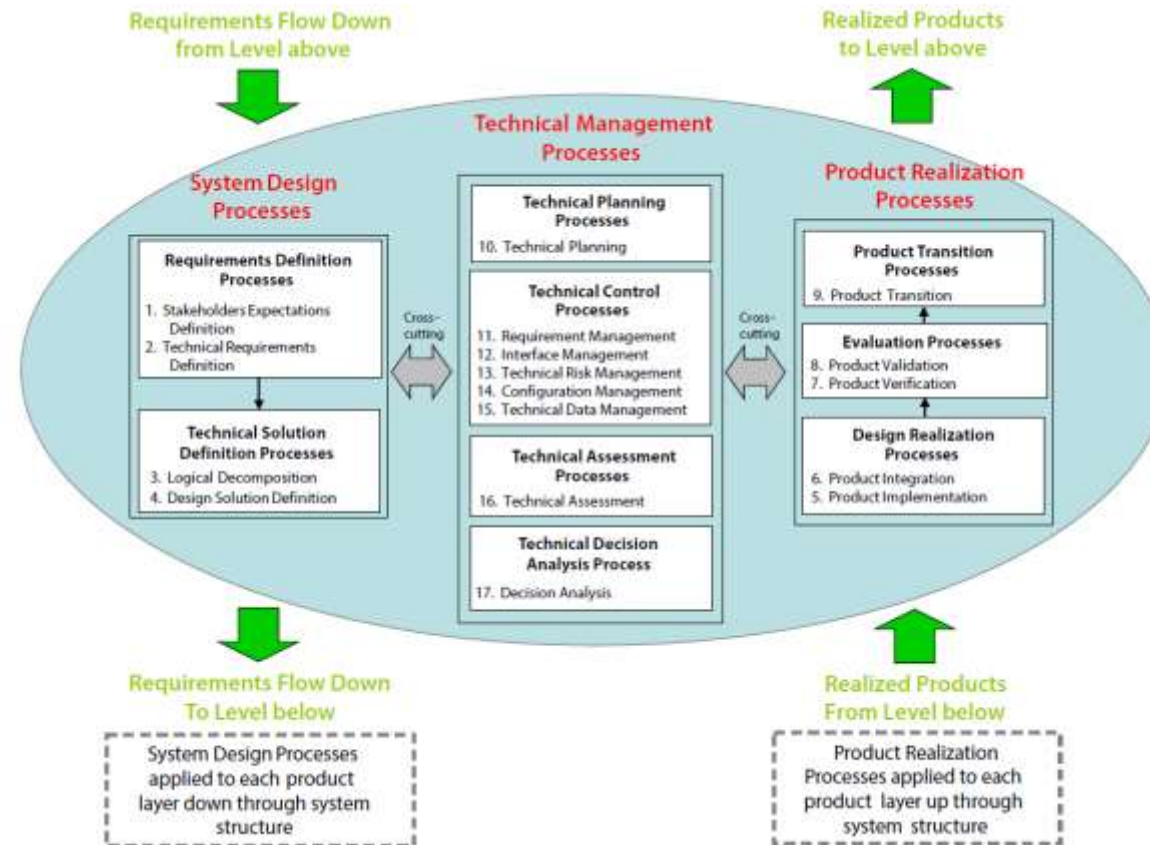 Requirements Flow Down
from Level above
Realized Products
to Level above
Technical Management
Processes
System Design
Processes
Product Realization
Processes
Requirements Definition
Processes
1. Stakeholders Expectations
Definition
2. Technical Requirements
Definition
Technical Solution
Definition Processes
3. Logical Decomposition
4. Design Solution Definition
Cross-
cutting
Technical Planning
Processes
10. Technical Planning
Technical Control
Processes
11. Requirement Management
12. Interface Management
13. Technical Risk Management
14. Configuration Management
15. Technical Data Management
Technical Assessment
Processes
16. Technical Assessment
Technical Decision
Analysis Process
17. Decision Analysis
Cross-
cutting
Product Transition
Processes
9. Product Transition
Evaluation Processes
8. Product Validation
7. Product Verification
Design Realization
Processes
6. Product Integration
5. Product Implementation
Requirements Flow Down
To Level below
System Design Processes
applied to each product
layer down through system
structure
Realized Products
From Level below
Product Realization
Processes applied to each
product layer up through
system structure